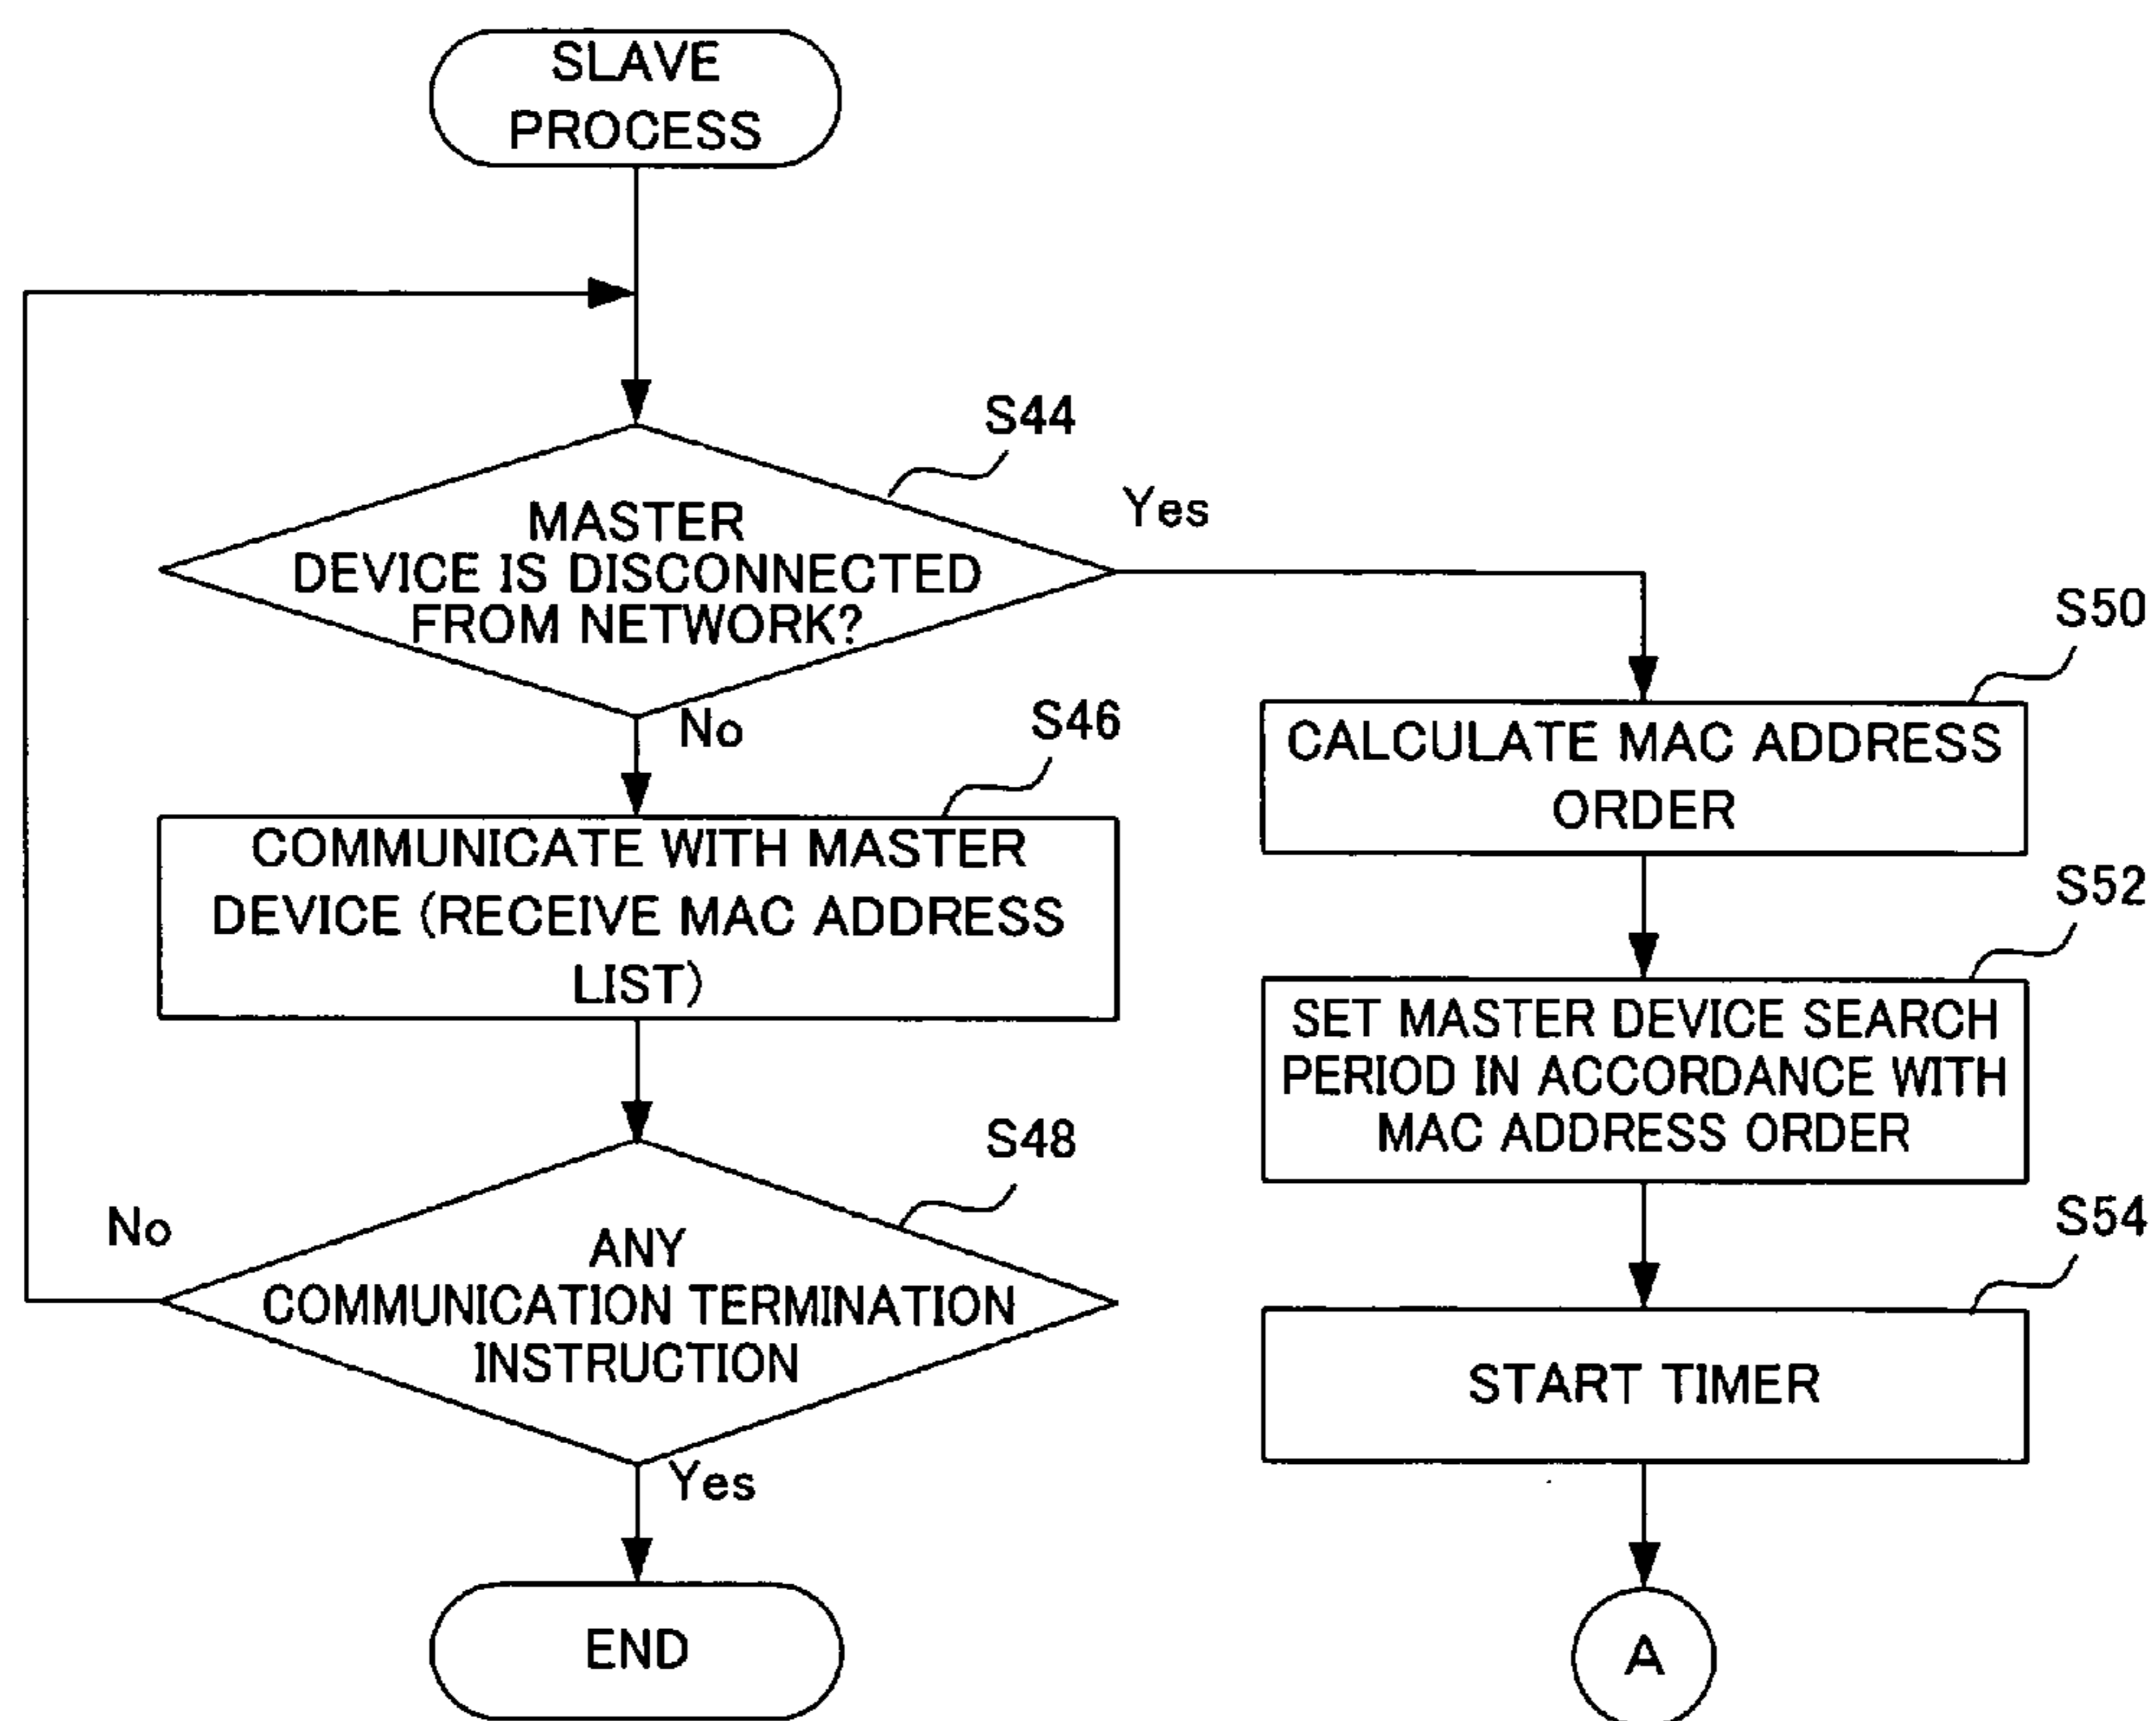 SLAVE
PROCESS
S44
MASTER
DEVICE IS DISCONNECTED
FROM NETWORK?
Yes
No
S46
COMMUNICATE WITH MASTER
DEVICE (RECEIVE MAC ADDRESS
LIST)
S48
No
ANY
COMMUNICATION TERMINATION
INSTRUCTION
Yes
END
S50
CALCULATE MAC ADDRESS
ORDER
S52
SET MASTER DEVICE SEARCH
PERIOD IN ACCORDANCE WITH
MAC ADDRESS ORDER
S54
START TIMER
A